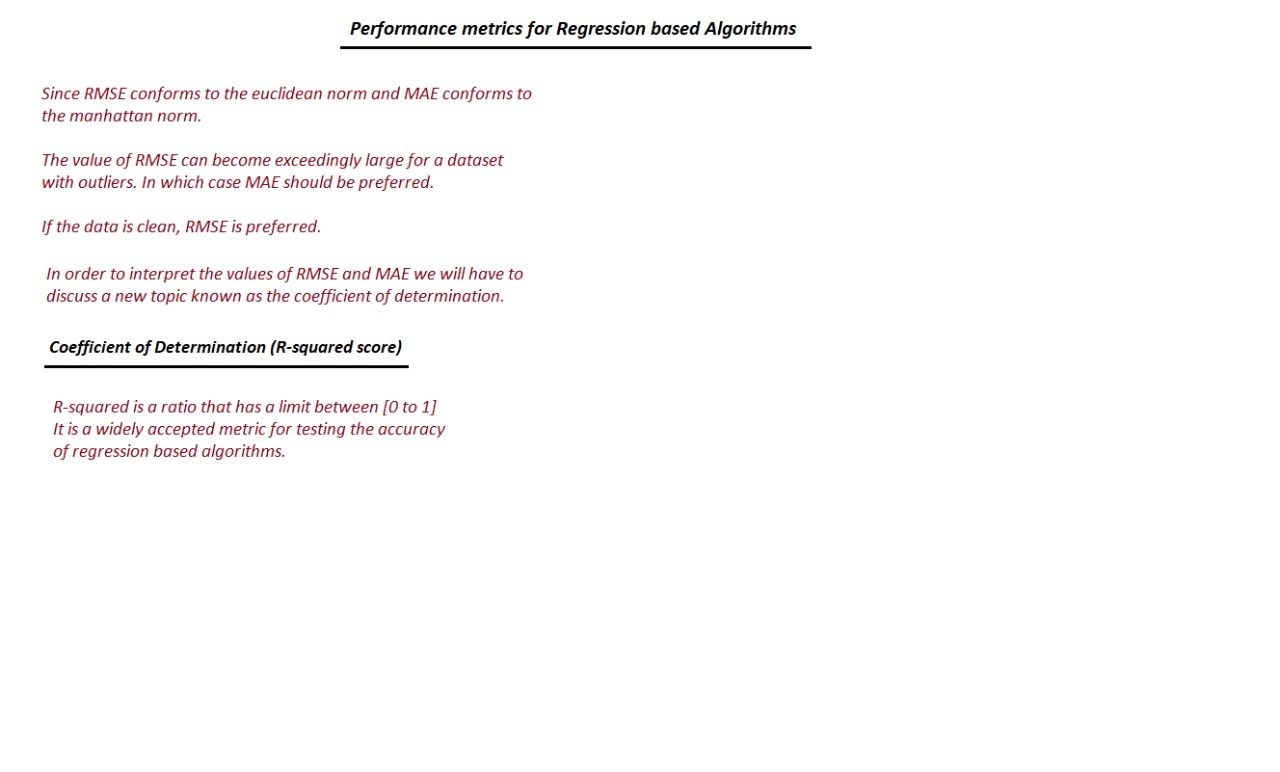 Performance metrics for Regression based Algorithms
Since RMSE conforms to the euclidean norm and MAE conforms to
the manhattan norm.
The value of RMSE can become exceedingly large for a dataset
with outliers. In which case MAE should be preferred.
If the data is clean, RMSE is preferred.
In order to interpret the values of RMSE and MAE we will have to
discuss a new topic known as the coefficient of determination.
Coefficient of Determination (R-squared score)
R-squared is a ratio that has a limit between [0 to 1]
It is a widely accepted metric for testing the accuracy
of regression based algorithms.